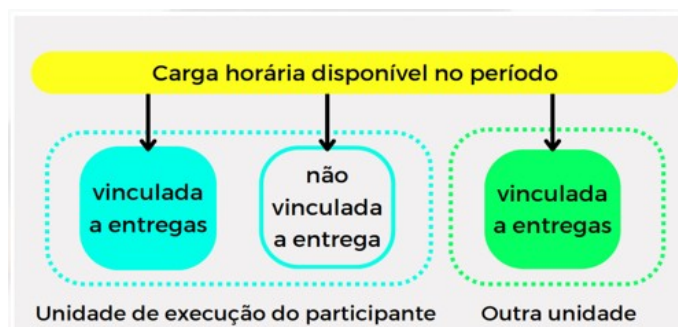 Carga horária disponível no período
vinculada
a entregas
não
vinculada
a entrega
vinculada
a entregas
Unidade de execução do participante
Outra unidade